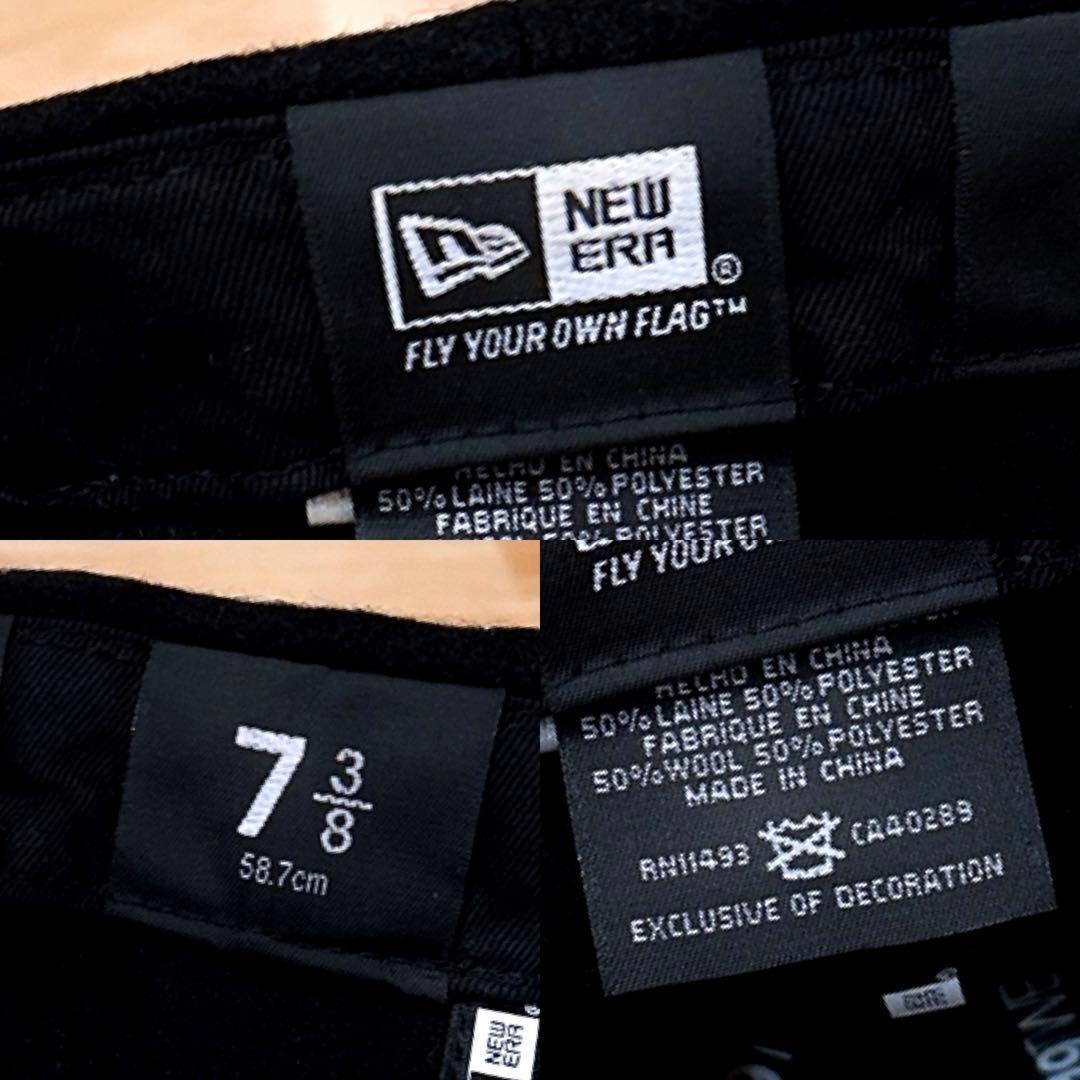 NEW
ERA
®
FLY YOUR OWN FLAG™
HECHO EN CHINA
50% LAINE 50% POLYESTER
FABRIQUE EN CHINE
50% POLYESTER
7 3/8
58.7cm
NEW
ERA
FLY YOUR
HECHO EN CHINA
50% LAINE 50% POLYESTER
FABRIQUE EN CHINE
50% WOOL 50% POLYESTER
MADE IN CHINA
RN11493 CA40289
EXCLUSIVE OF DECORATION